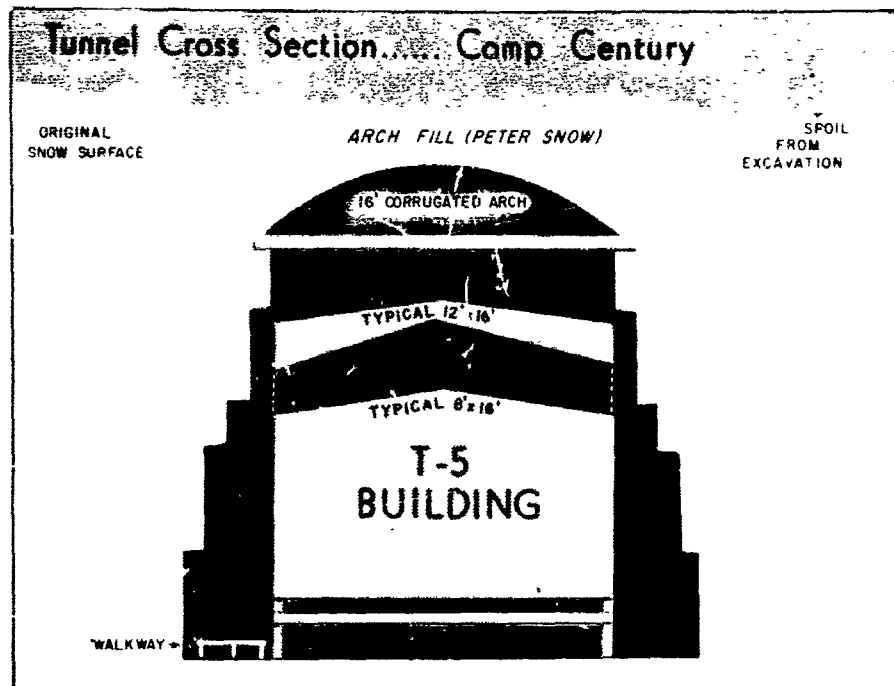 Tunnel Cross Section...... Camp Century
ORIGINAL
SNOW SURFACE
ARCH FILL (PETER SNOW)
SPOIL
FROM
EXCAVATION
16' CORRUGATED ARCH
TYPICAL 12' x 16'
TYPICAL 8' x 16'
T-5
BUILDING
WALKWAY